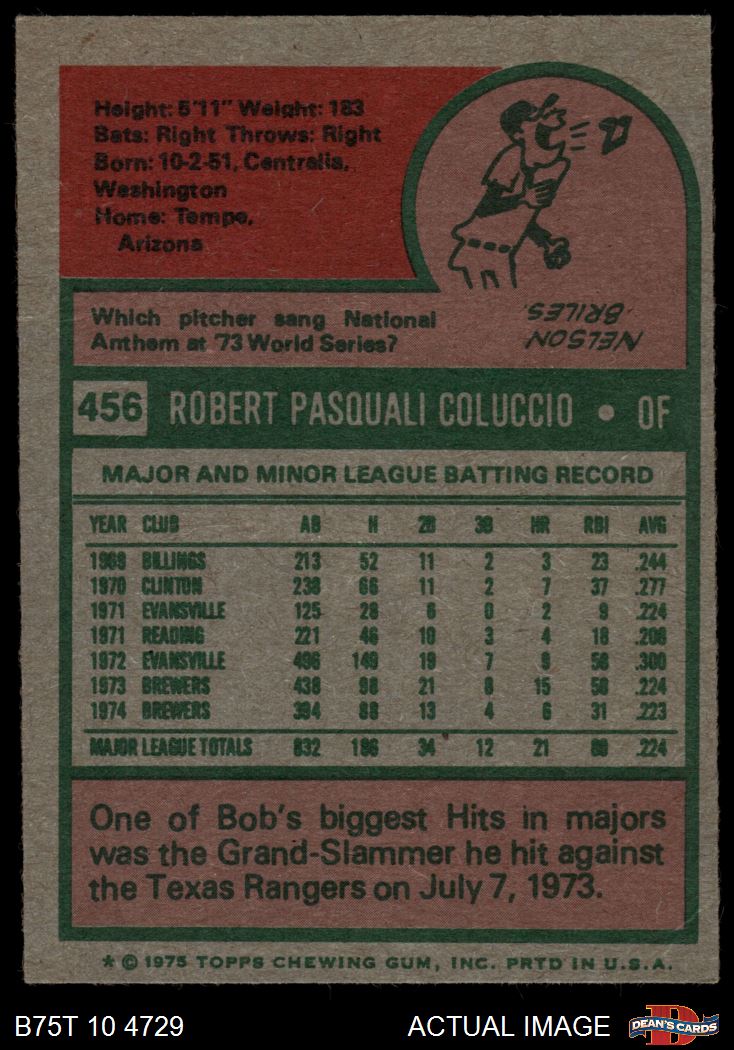 Height: 5'11" Weight: 183
Bats: Right Throws: Right
Born: 10-2-51, Centralia,
Washington
Home: Tempe,
Arizona
Which pitcher sang National
Anthem at '73 World Series?
NELSON
BRILES.
456 ROBERT PASQUALI COLUCCIO • OF
MAJOR AND MINOR LEAGUE BATTING RECORD
YEAR CLUB AB H 2B 3B HR RBI AVG
1969 BILLINGS 213 52 11 2 3 23 .244
1970 CLINTON 238 66 11 2 7 37 .277
1971 EVANSVILLE 125 28 6 0 2 9 .224
1971 READING 221 46 10 3 4 18 .208
1972 EVANSVILLE 496 149 19 7 9 58 .300
1973 BREWERS 438 98 21 8 15 58 .224
1974 BREWERS 394 88 13 4 6 31 .223
MAJOR LEAGUE TOTALS 832 186 34 12 21 89 .224
One of Bob's biggest Hits in majors
was the Grand-Slammer he hit against
the Texas Rangers on July 7, 1973.
* © 1975 TOPPS CHEWING GUM, INC. PRTD IN U.S.A.
B75T 10 4729 ACTUAL IMAGE DEAN'S CARDS